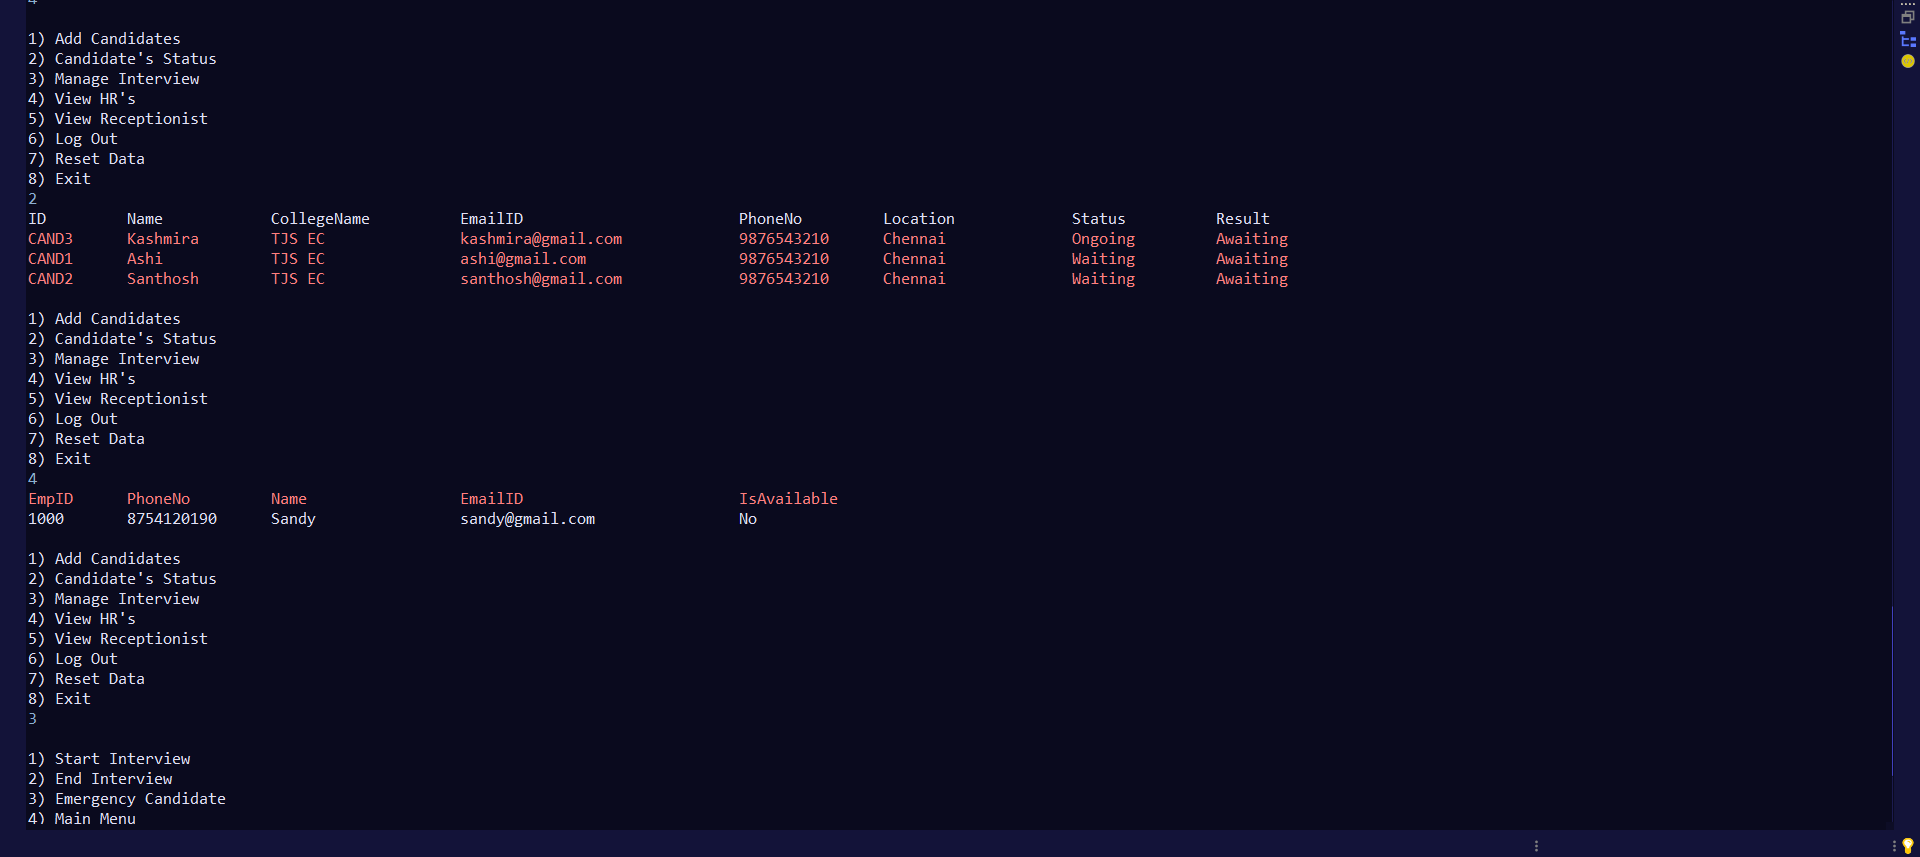 4
1) Add Candidates
2) Candidate's Status
3) Manage Interview
4) View HR's
5) View Receptionist
6) Log Out
7) Reset Data
8) Exit
2
ID Name CollegeName EmailID PhoneNo Location Status Result
CAND3 Kashmira TJS EC kashmira@gmail.com 9876543210 Chennai Ongoing Awaiting
CAND1 Ashi TJS EC ashi@gmail.com 9876543210 Chennai Waiting Awaiting
CAND2 Santhosh TJS EC santhosh@gmail.com 9876543210 Chennai Waiting Awaiting
1) Add Candidates
2) Candidate's Status
3) Manage Interview
4) View HR's
5) View Receptionist
6) Log Out
7) Reset Data
8) Exit
4
EmpID PhoneNo Name EmailID IsAvailable
1000 8754120190 Sandy sandy@gmail.com No
1) Add Candidates
2) Candidate's Status
3) Manage Interview
4) View HR's
5) View Receptionist
6) Log Out
7) Reset Data
8) Exit
3
1) Start Interview
2) End Interview
3) Emergency Candidate
4) Main Menu